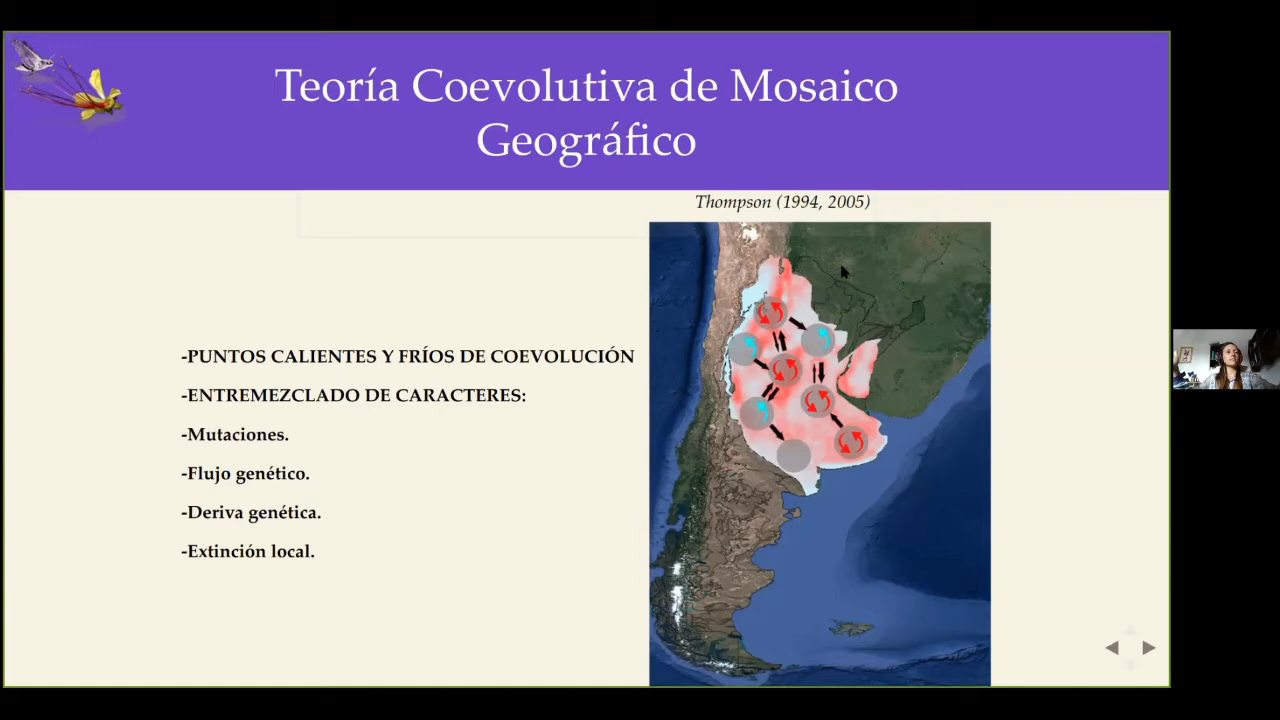 Teoría Coevolutiva de Mosaico
Geográfico
Thompson (1994, 2005)
-PUNTOS CALIENTES Y FRÍOS DE COEVOLUCIÓN
-ENTREMEZCLADO DE CARACTERES:
-Mutaciones.
-Flujo genético.
-Deriva genética.
-Extinción local.